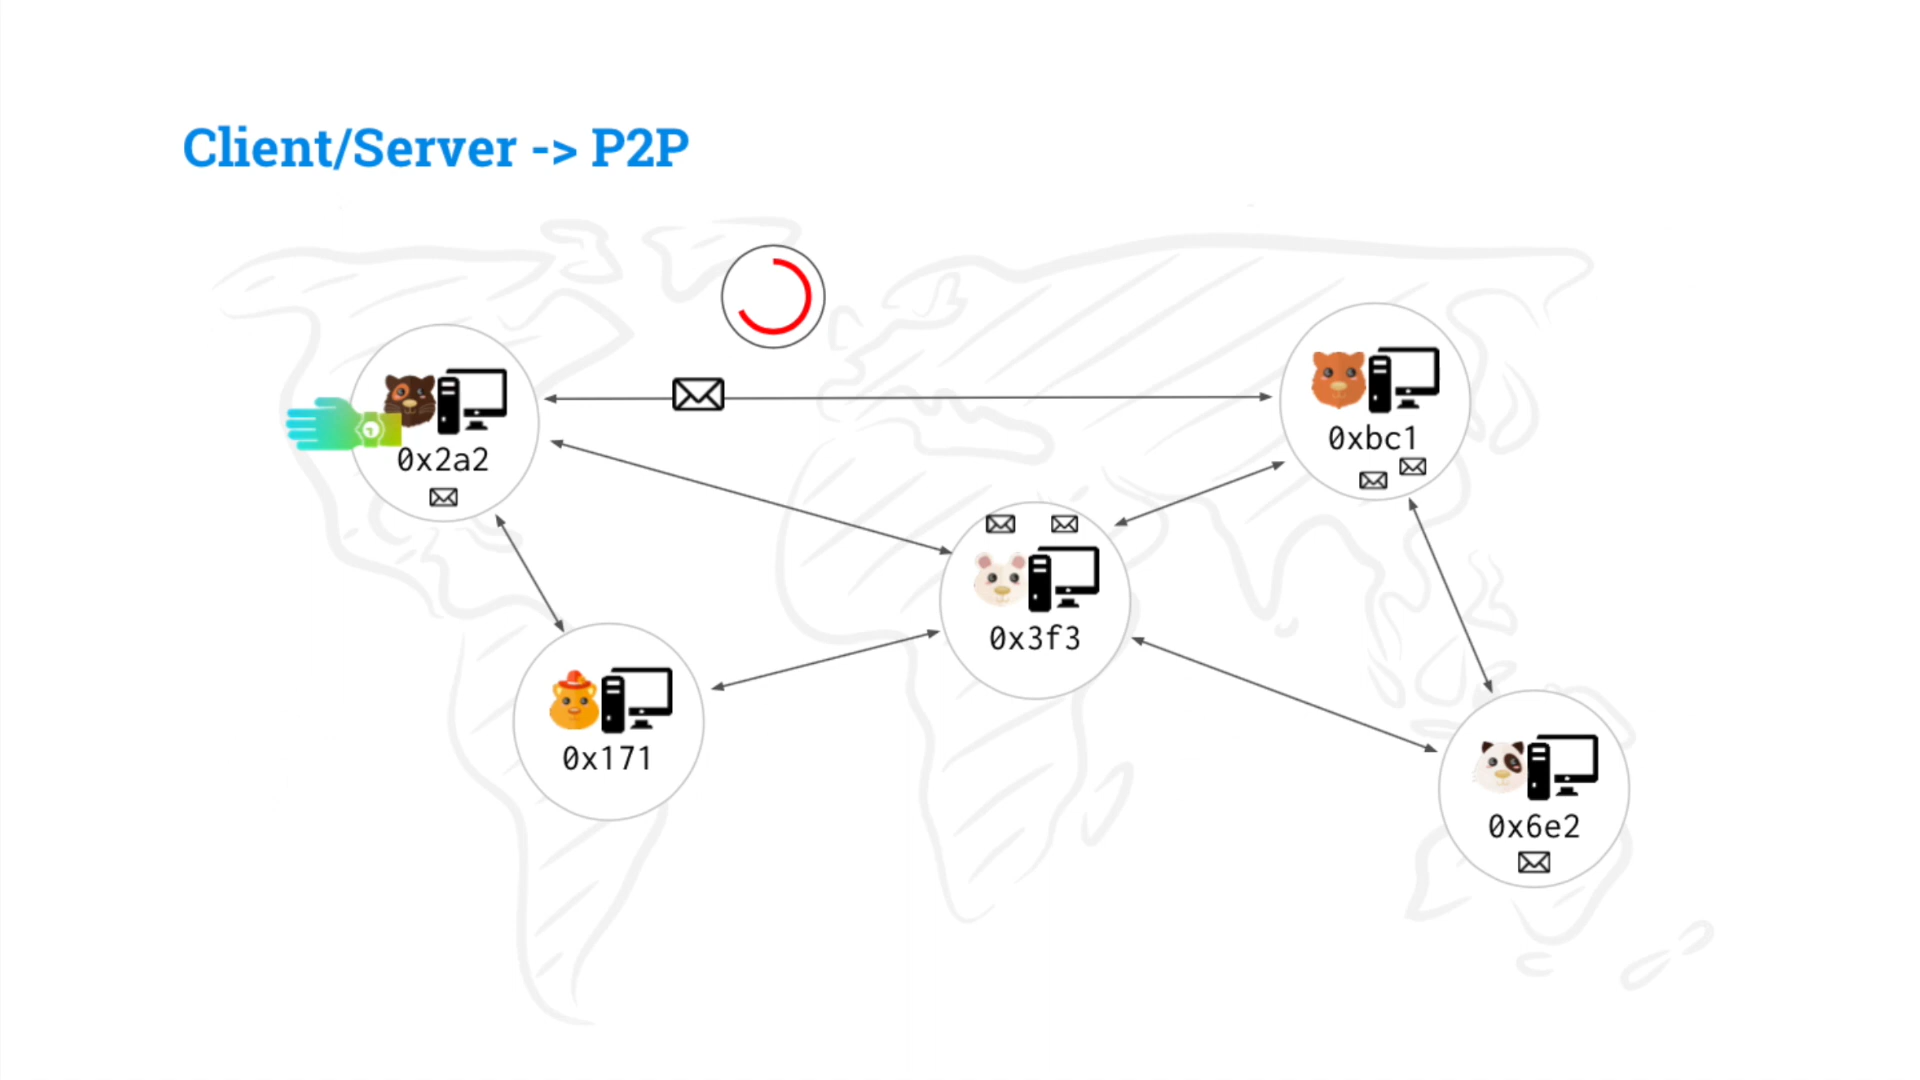 Client/Server -> P2P
0xbc1
0x2a2
0x3f3
0x171
0x6e2